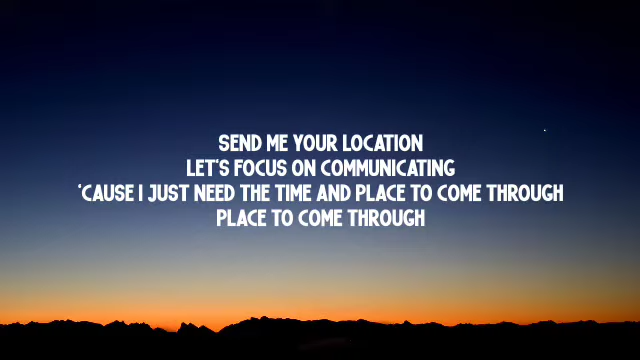 SEND ME YOUR LOCATION
LET'S FOCUS ON COMMUNICATING
'CAUSE I JUST NEED THE TIME AND PLACE TO COME THROUGH
PLACE TO COME THROUGH